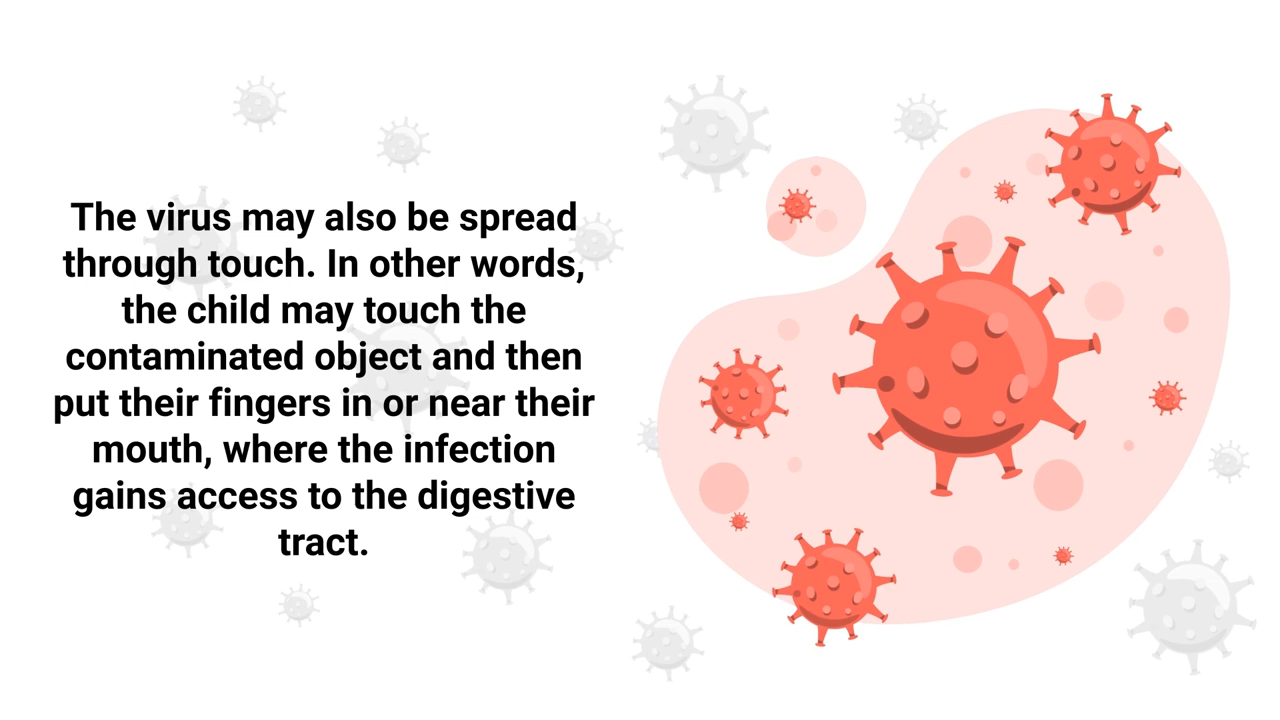 The virus may also be spread
through touch. In other words,
the child may touch the
contaminated object and then
put their fingers in or near their
mouth, where the infection
gains access to the digestive
tract.